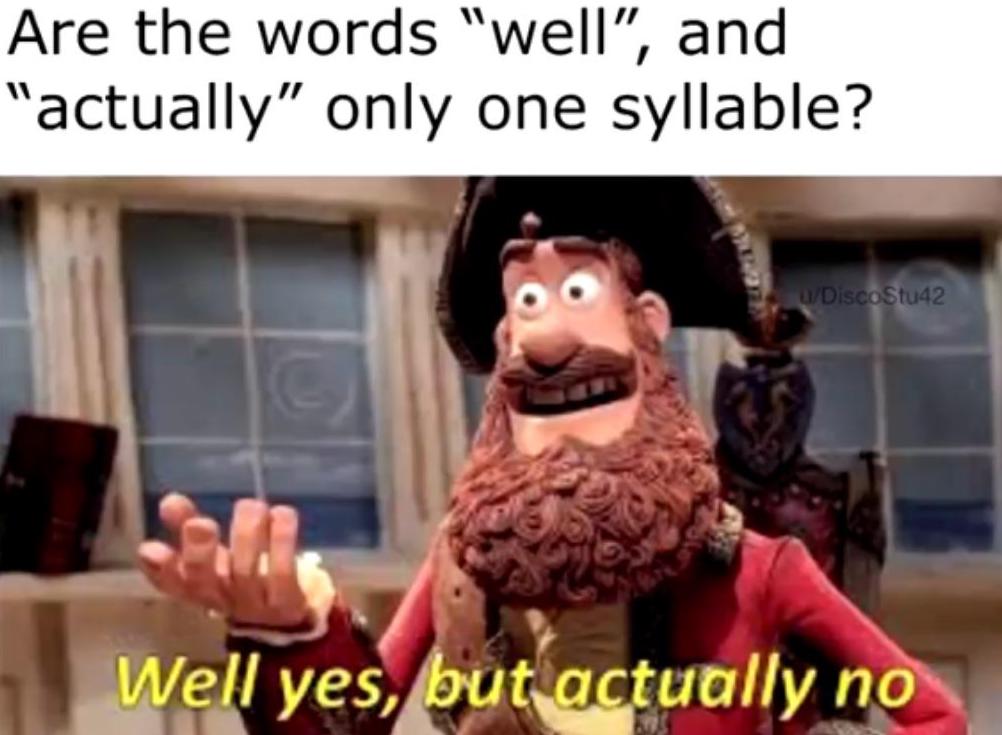 Are the words “well”, and
“actually” only one syllable?
u/DiscoStu42
Well yes, but actually no